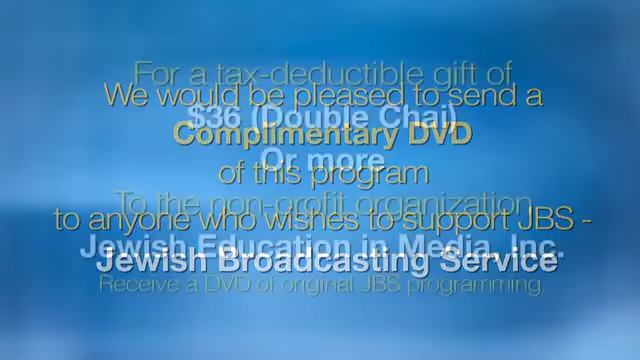 For a tax-deductible gift of
We would be pleased to send a
$36 (Double Chai)
Complimentary DVD
Or more
of this program
To the non-profit organization
to anyone who wishes to support JBS -
Jewish Education in Media, Inc.
Jewish Broadcasting Service
Receive a DVD of original JBS programming